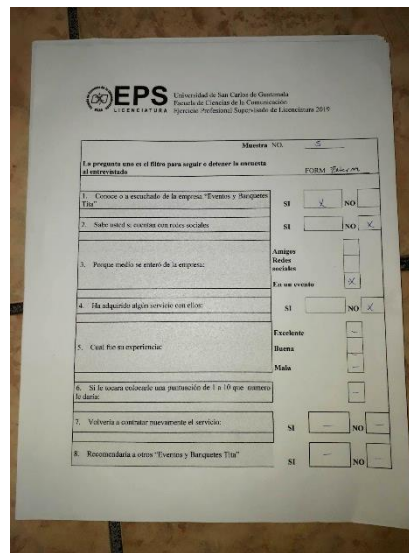 EPS
LICENCIATURA
Universidad de San Carlos de Guatemala
Escuela de Ciencias de la Comunicación
Ejercicio Profesional Supervisado de Licenciatura 2019
Muestra NO. 5
La pregunta uno es el filtro para seguir o detener la encuesta
al entrevistado
FORM
1. Conoce o a escuchado de la empresa "Eventos y Banquetes
Tita"
SI X NO
2. Sabe usted si cuentan con redes sociales
SI NO X
3. Porque medio se enteró de la empresa:
Amigos
Redes
sociales
En un evento X
4. Ha adquirido algún servicio con ellos:
SI NO X
5. Cual fue su experiencia:
Excelente -
Buena -
Mala -
6. Si le tocara colocarle una puntuación de 1 a 10 que numero
le daría: -
7. Volvería a contratar nuevamente el servicio:
SI - NO -
8. Recomendaría a otros "Eventos y Banquetes Tita"
SI - NO -